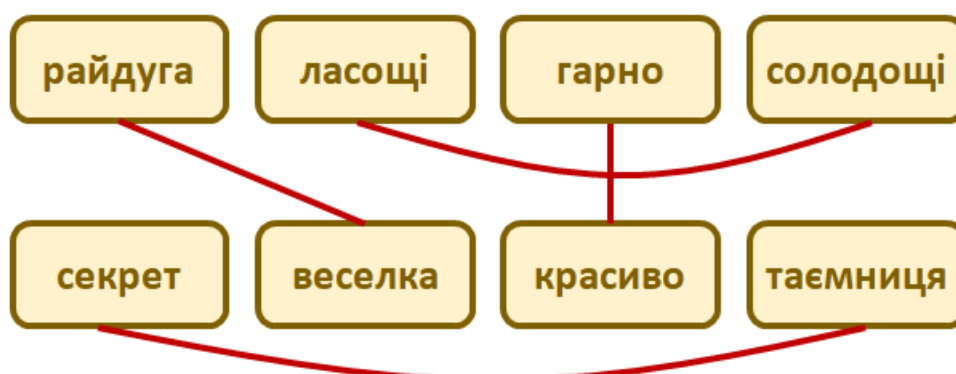 райдуга ласощі гарно солодощі
секрет веселка красиво таємниця